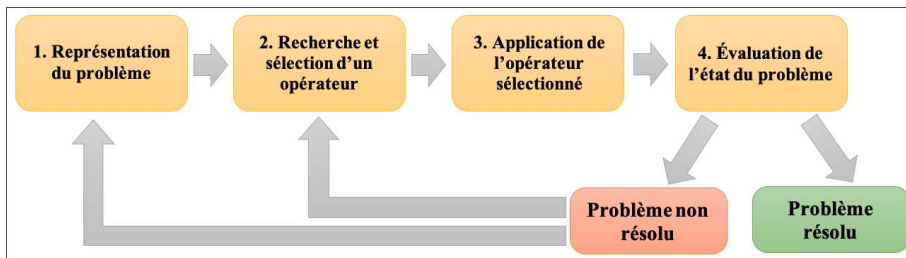 1. Représentation
du problème
2. Recherche et
sélection d'un
opérateur
3. Application de
l'opérateur
sélectionné
4. Évaluation de
l'état du problème
Problème non
résolu
Problème
résolu